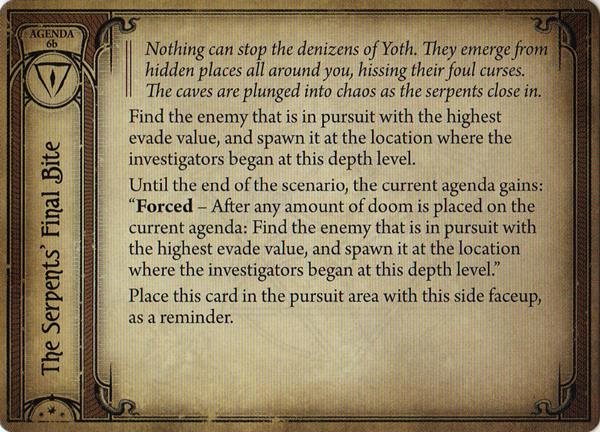 AGENDA
6b
The Serpents' Final Bite
Nothing can stop the denizens of Yoth. They emerge from
hidden places all around you, hissing their foul curses.
The caves are plunged into chaos as the serpents close in.
Find the enemy that is in pursuit with the highest
evade value, and spawn it at the location where the
investigators began at this depth level.
Until the end of the scenario, the current agenda gains:
“Forced – After any amount of doom is placed on the
current agenda: Find the enemy that is in pursuit with
the highest evade value, and spawn it at the location
where the investigators began at this depth level.”
Place this card in the pursuit area with this side faceup,
as a reminder.